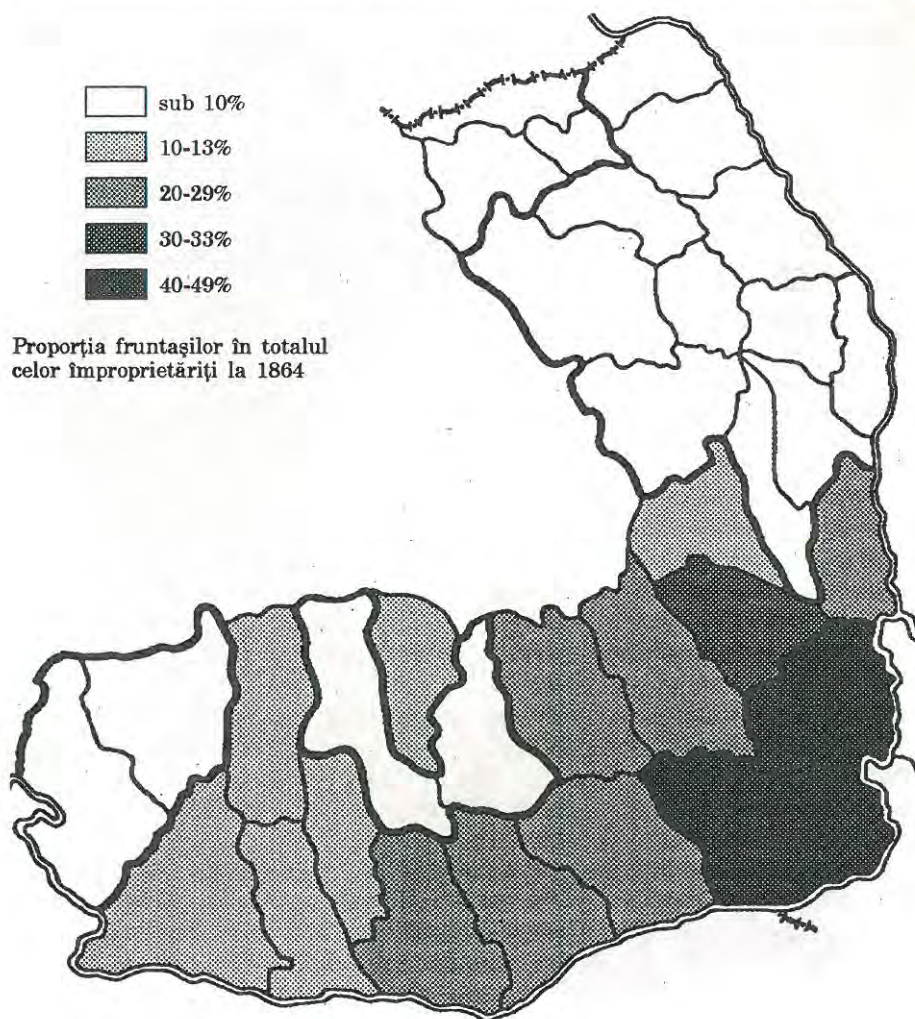 sub 10%
10-13%
20-29%
30-33%
40-49%
Proporția fruntașilor în totalul
celor împroprietăriți la 1864